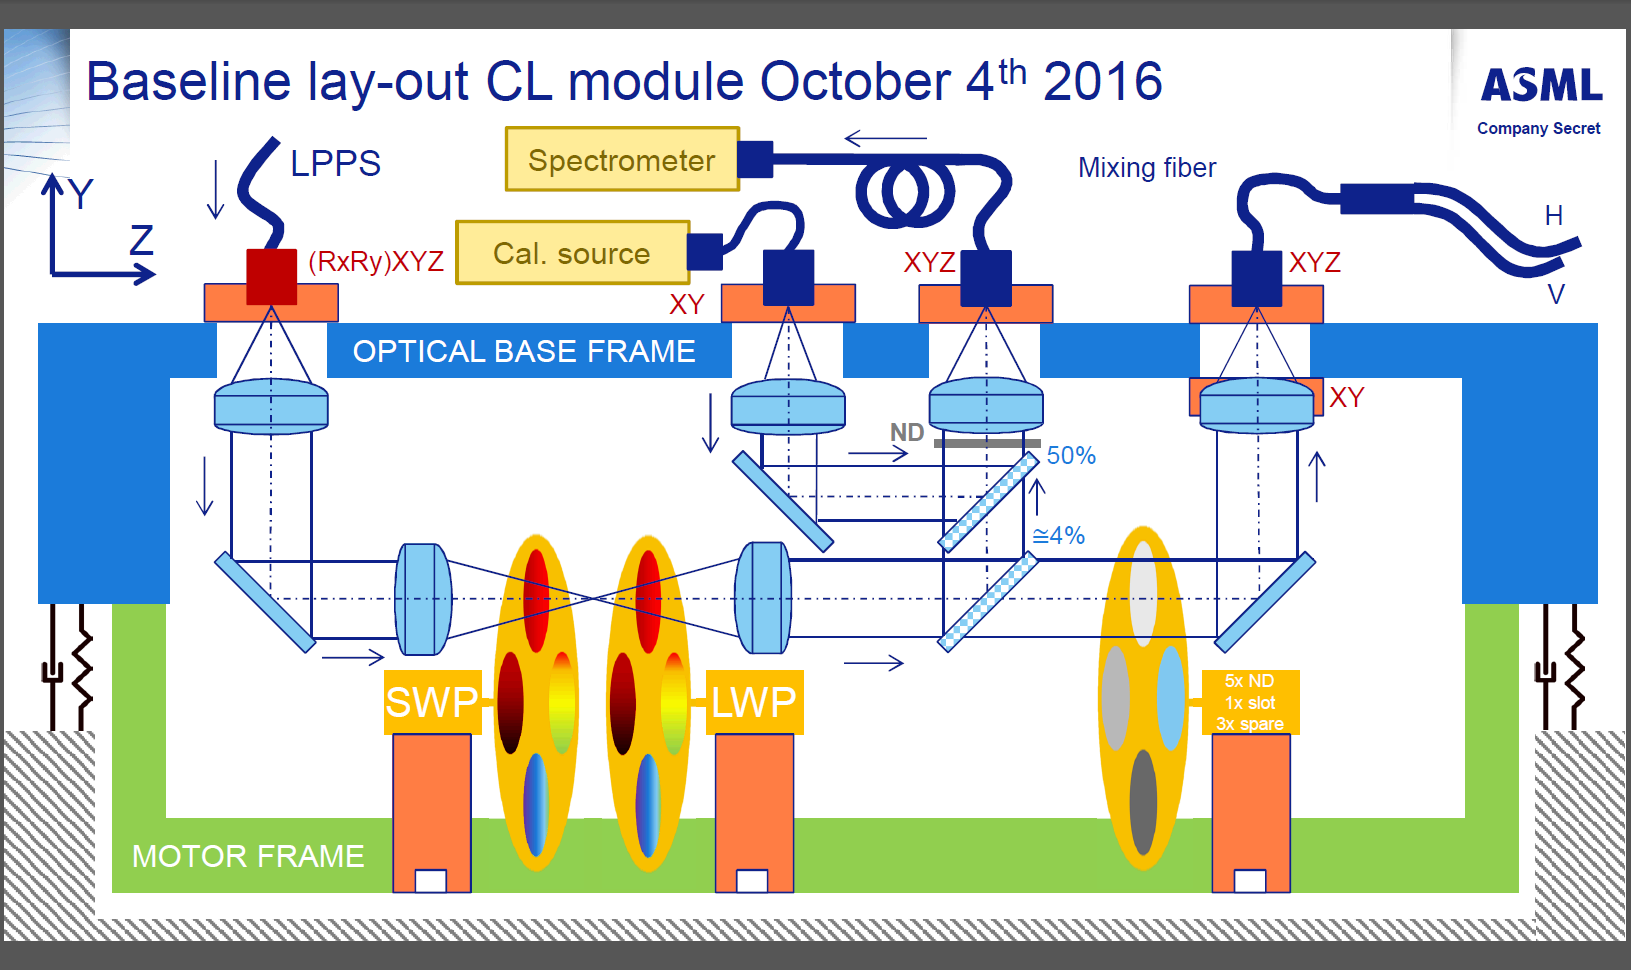 Baseline lay-out CL module October 4th 2016
ASML
Company Secret
LPPS
Spectrometer
Mixing fiber
Y
Z
H
Cal. source
(RxRy)XYZ
XYZ
XYZ
V
XY
OPTICAL BASE FRAME
XY
ND
50%
≅4%
SWP
LWP
5x ND
1x slot
3x spare
MOTOR FRAME